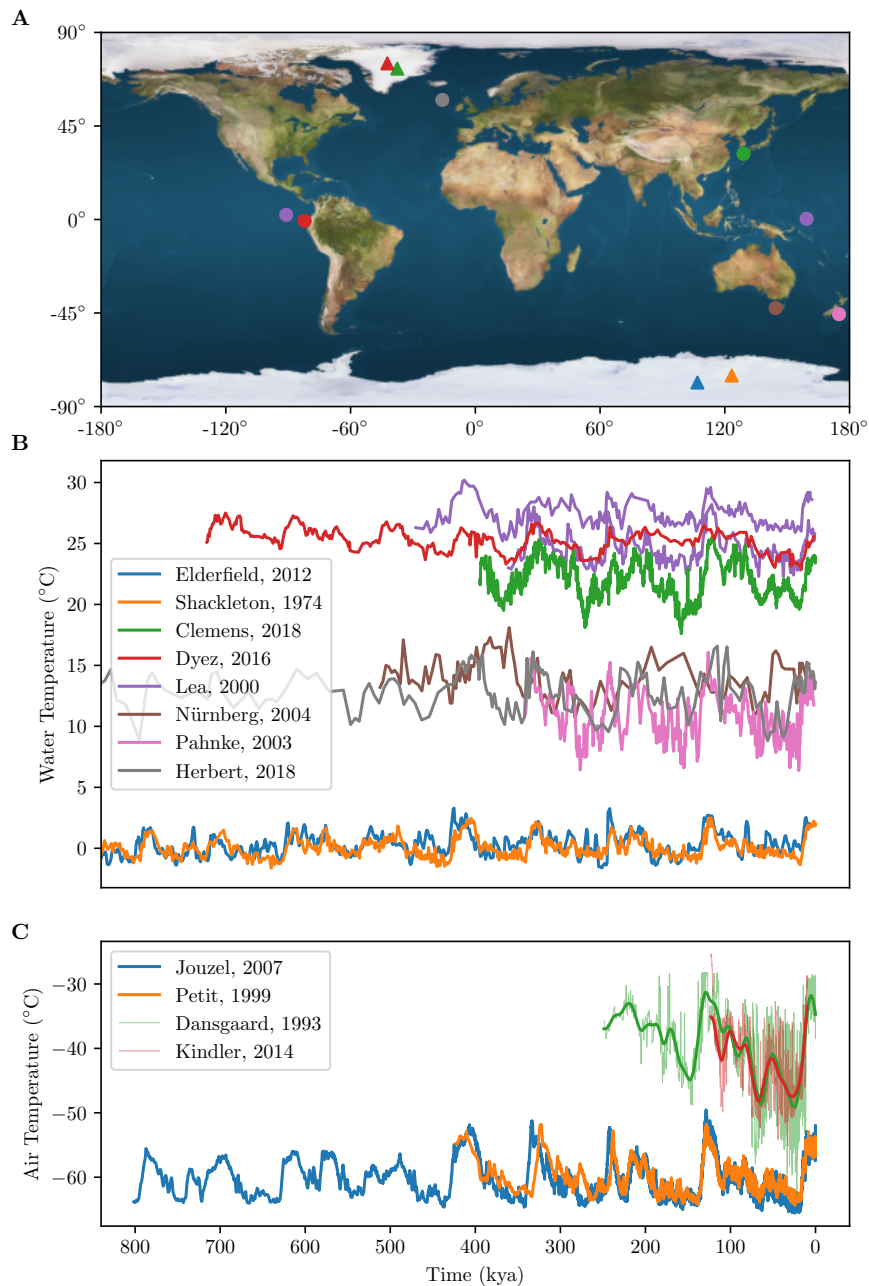 A
90°
45°
0°
-45°
-90°
-180°
-120°
-60°
0°
60°
120°
180°
B
30
25
20
15
10
5
0
Water Temperature (°C)
Elderfield, 2012
Shackleton, 1974
Clemens, 2018
Dyez, 2016
Lea, 2000
Nürnberg, 2004
Pahnke, 2003
Herbert, 2018
C
−30
−40
−50
−60
Air Temperature (°C)
Jouzel, 2007
Petit, 1999
Dansgaard, 1993
Kindler, 2014
800
700
600
500
400
300
200
100
0
Time (kya)